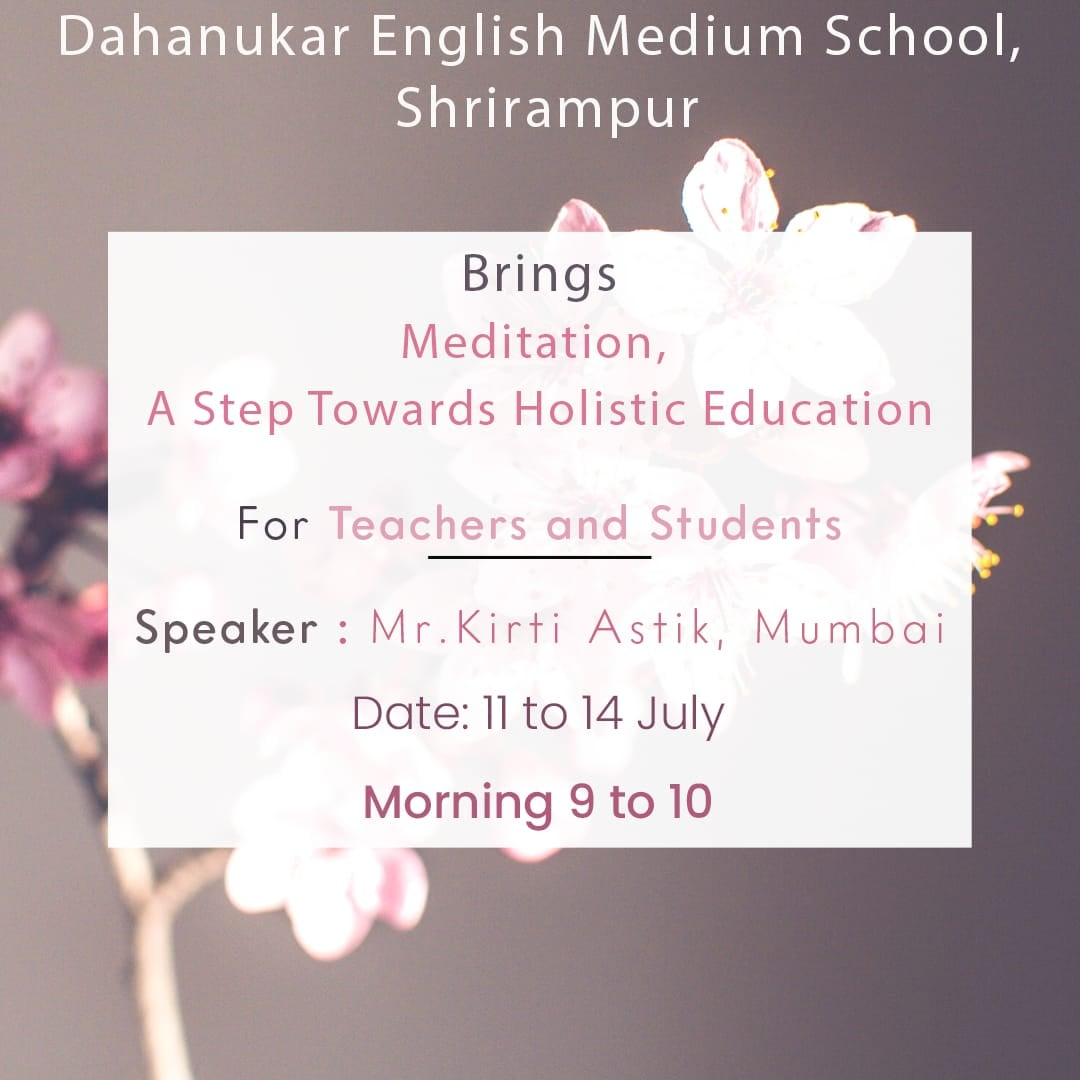 Dahanukar English Medium School,
Shrirampur
Brings
Meditation,
A Step Towards Holistic Education
For Teachers and Students
Speaker : Mr.Kirti Astik, Mumbai
Date: 11 to 14 July
Morning 9 to 10